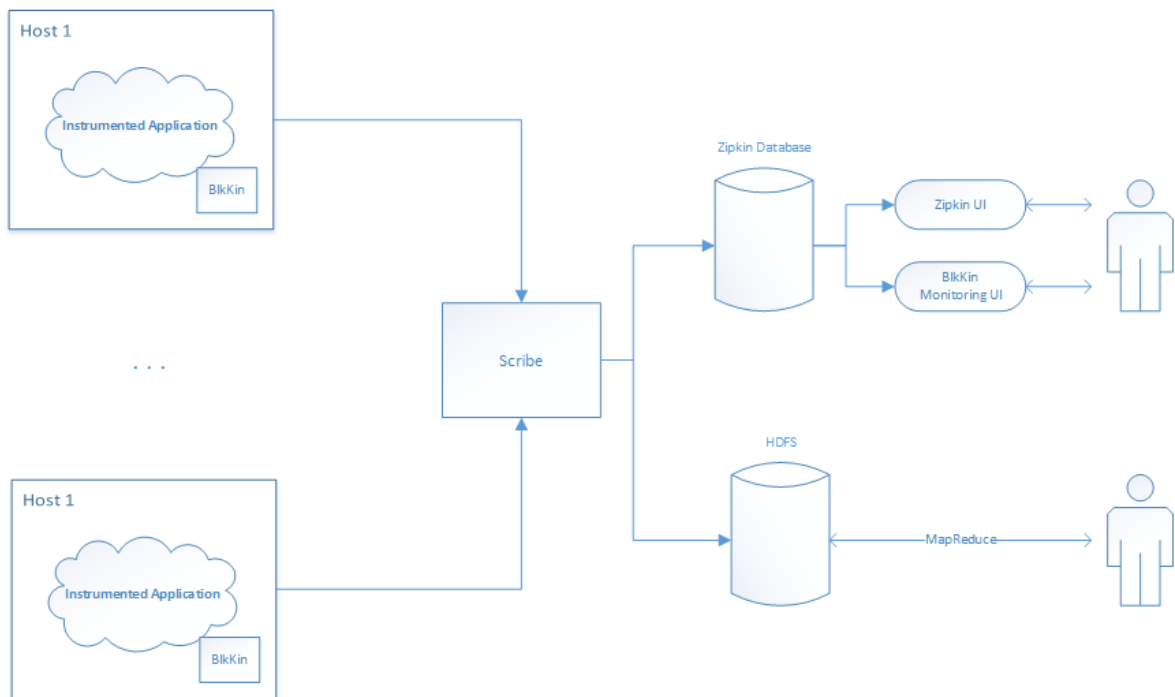 Host 1
Instrumented Application
BlkKin
. . .
Host 1
Instrumented Application
BlkKin
Scribe
Zipkin Database
Zipkin UI
BlkKin
Monitoring UI
HDFS
MapReduce